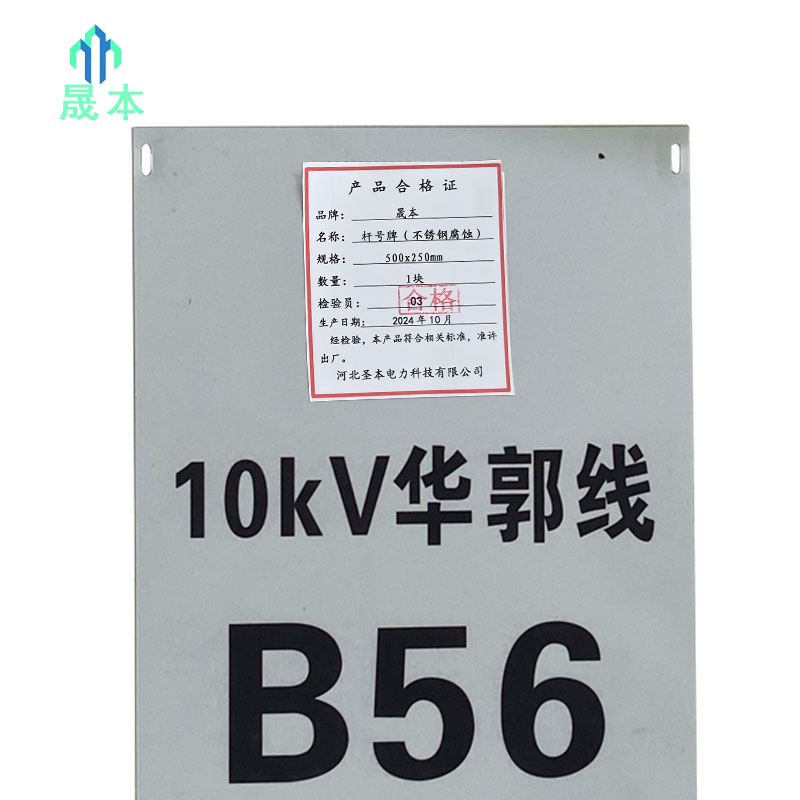 晟本
产品合格证
品牌： 晟本
名称： 杆号牌（不锈钢腐蚀）
规格： 500x250mm
数量： 1块
检验员： 03
合格
生产日期： 2024年10月
经检验，本产品符合相关标准，准许
出厂。
河北圣本电力科技有限公司
10kV华郭线
B56